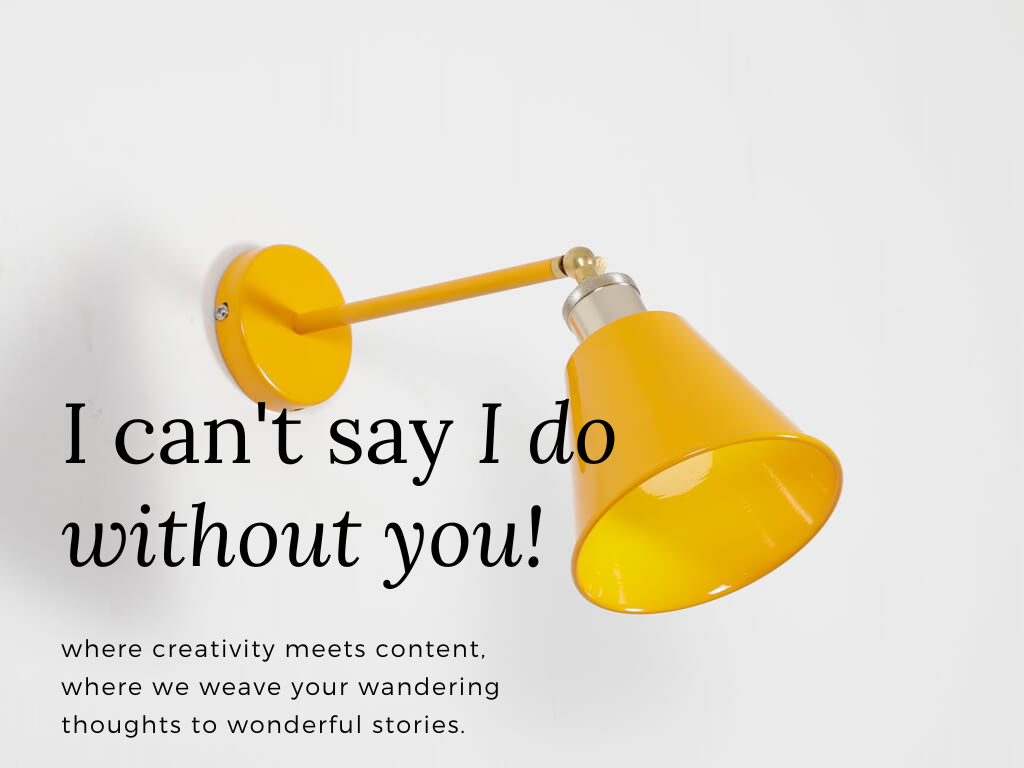 I can't say I do
without you!
where creativity meets content,
where we weave your wandering
thoughts to wonderful stories.